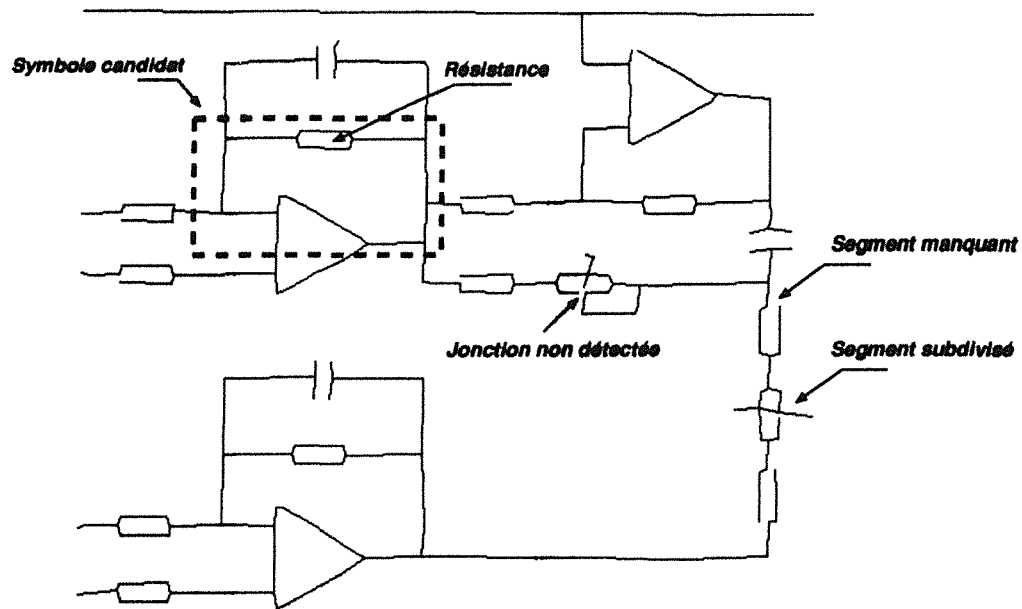 Symbole candidat
Résistance
Segment manquant
Jonction non détectée
Segment subdivisé